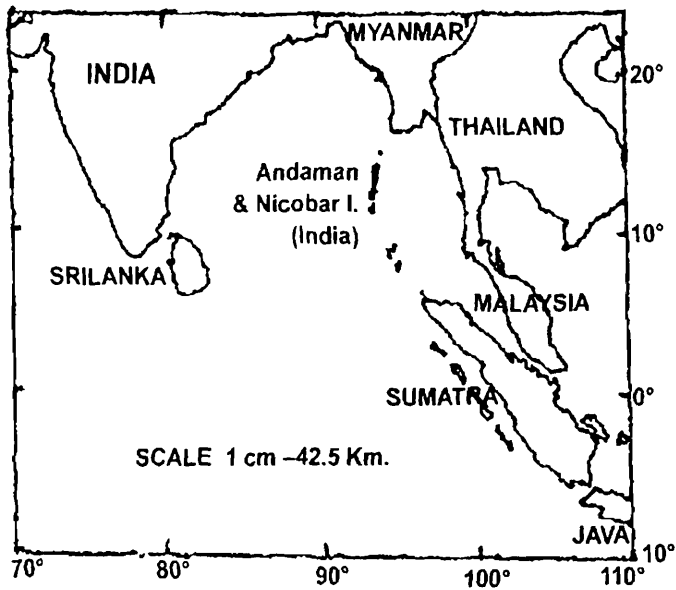 MYANMAR
INDIA
20°
THAILAND
Andaman
& Nicobar I.
(India)
10°
SRILANKA
MALAYSIA
SUMATRA
0°
SCALE 1 cm –42.5 Km.
JAVA
10°
70°
80°
90°
100°
110°